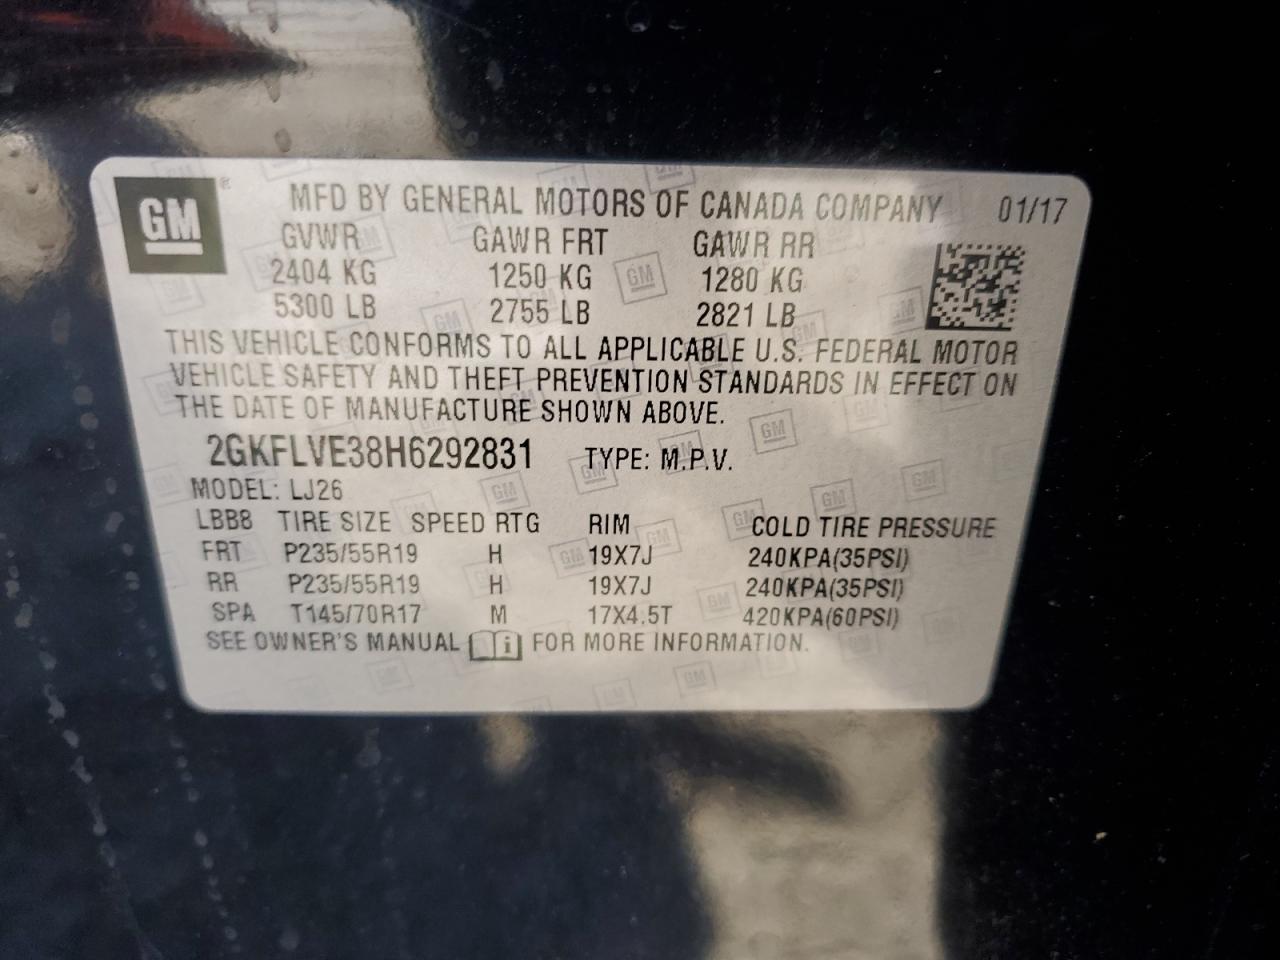 GM ® MFD BY GENERAL MOTORS OF CANADA COMPANY 01/17
GVWR GAWR FRT GAWR RR
2404 KG 1250 KG 1280 KG
5300 LB 2755 LB 2821 LB
THIS VEHICLE CONFORMS TO ALL APPLICABLE U.S. FEDERAL MOTOR
VEHICLE SAFETY AND THEFT PREVENTION STANDARDS IN EFFECT ON
THE DATE OF MANUFACTURE SHOWN ABOVE.
2GKFLVE38H6292831 TYPE: M.P.V.
MODEL: LJ26
LBB8 TIRE SIZE SPEED RTG RIM COLD TIRE PRESSURE
FRT P235/55R19 H 19X7J 240KPA(35PSI)
RR P235/55R19 H 19X7J 240KPA(35PSI)
SPA T145/70R17 M 17X4.5T 420KPA(60PSI)
SEE OWNER'S MANUAL i FOR MORE INFORMATION.